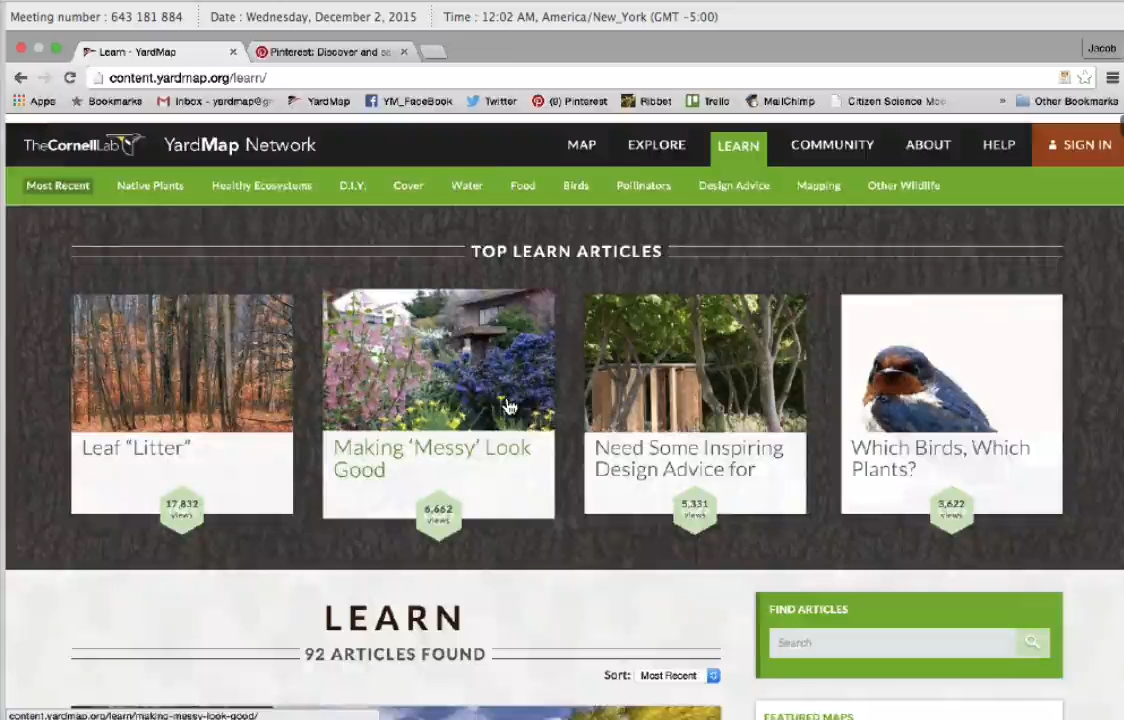 Meeting number : 643 181 884 Date : Wednesday, December 2, 2015 Time : 12:02 AM, America/New_York (GMT -5:00)
Learn - YardMap Pinterest: Discover and Jacob
content.yardmap.org/learn/
Apps Bookmarks Inbox - yardmap@g YardMap YM_FaceBook Twitter (8) Pinterest Ribbet Trello MailChimp Citizen Science » Other Bookmarks
TheCornellLab YardMap Network MAP EXPLORE LEARN COMMUNITY ABOUT HELP SIGN IN
Most Recent Native Plants Healthy Ecosystems D.I.Y. Cover Water Food Birds Pollinators Design Advice Mapping Other Wildlife
TOP LEARN ARTICLES
Leaf “Litter”
17,832
views
Making ‘Messy’ Look
Good
6,662
views
Need Some Inspiring
Design Advice for
5,331
views
Which Birds, Which
Plants?
3,622
views
LEARN
92 ARTICLES FOUND
Sort: Most Recent
FIND ARTICLES
Search
FEATURED MAPS
content.yardmap.org/learn/making-messy-look-good/